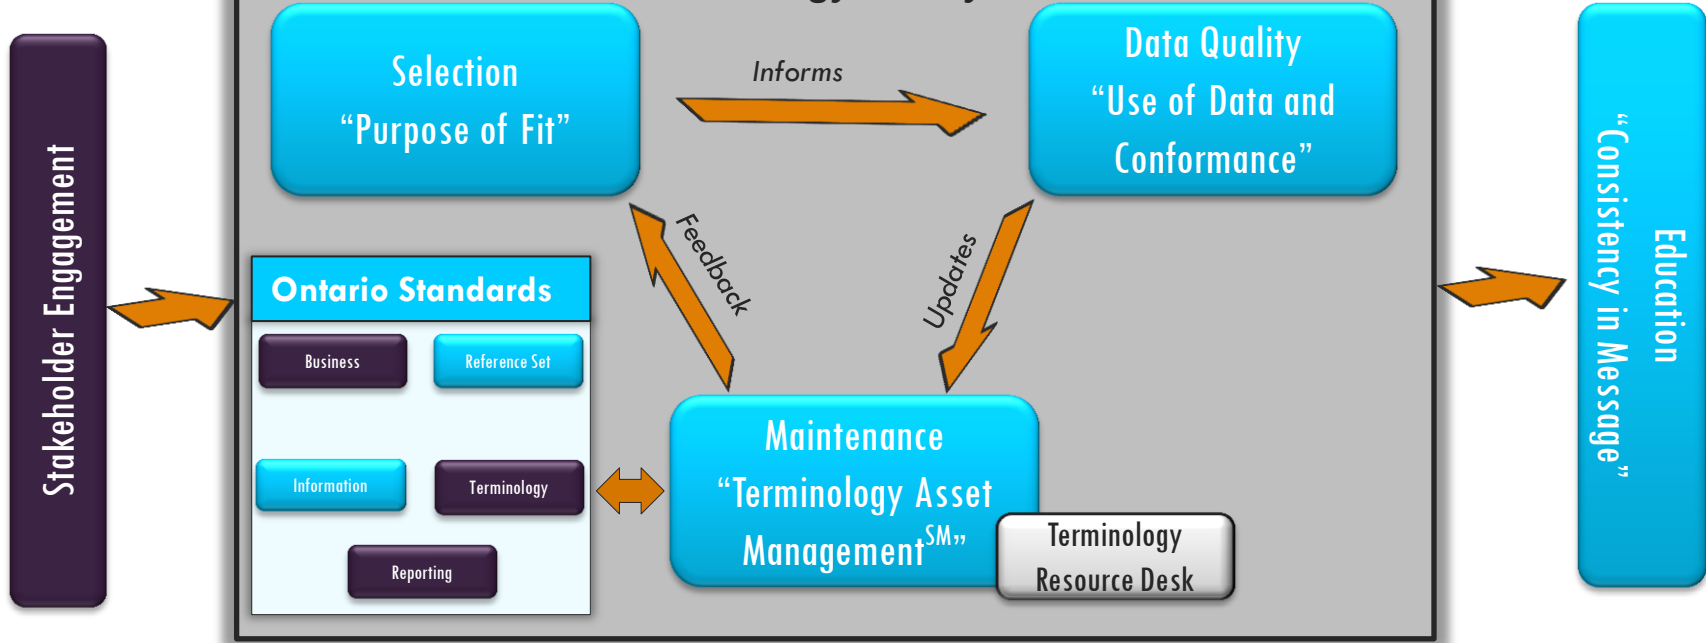 Stakeholder Engagement
Selection
“Purpose of Fit”
Informs
Data Quality
“Use of Data and
Conformance”
Feedback
Updates
Ontario Standards
Business
Reference Set
Information
Terminology
Reporting
Maintenance
“Terminology Asset
Management℠”
Terminology
Resource Desk
Education
“Consistency in Messsage”